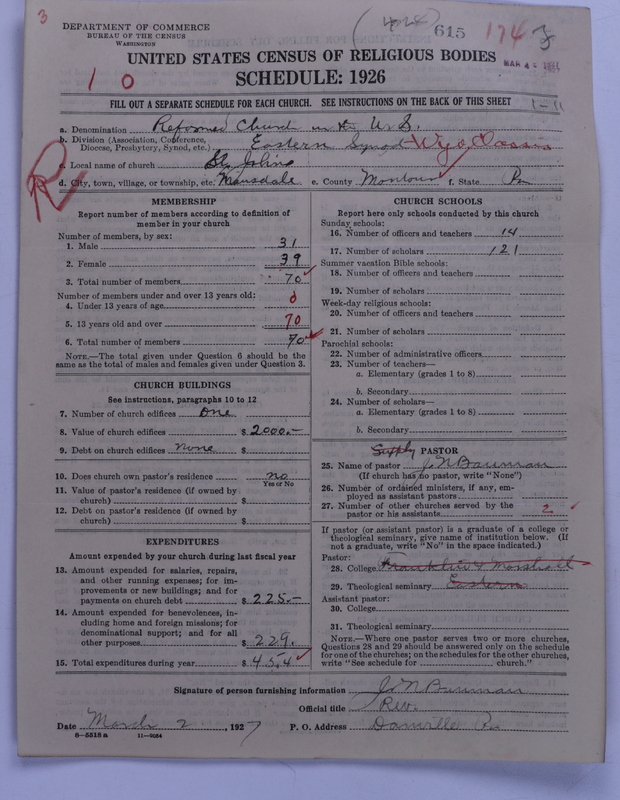 3
DEPARTMENT OF COMMERCE
BUREAU OF THE CENSUS
WASHINGTON
615 174
UNITED STATES CENSUS OF RELIGIOUS BODIES
SCHEDULE: 1926
1 0
FILL OUT A SEPARATE SCHEDULE FOR EACH CHURCH. SEE INSTRUCTIONS ON THE BACK OF THIS SHEET
1-11
a. Denomination Reformed Church in the U.S.
b. Division (Association, Conference, Diocese, Presbytery, Synod, etc.) Eastern Synod Wyo. Classis
c. Local name of church St. Johns
d. City, town, village, or township, etc. Mausdale e. County Montour f. State Pa
R
MEMBERSHIP
Report number of members according to definition of
member in your church
Number of members, by sex:
1. Male 31
2. Female 39
3. Total number of members 70
Number of members under and over 13 years old:
4. Under 13 years of age 0
5. 13 years old and over 70
6. Total number of members 70
NOTE.—The total given under Question 6 should be the
same as the total of males and females given under Question 3.
CHURCH BUILDINGS
See instructions, paragraphs 10 to 12
7. Number of church edifices one
8. Value of church edifices $ 2000.-
9. Debt on church edifices none $
10. Does church own pastor's residence no
Yes or No
11. Value of pastor's residence (if owned by
church) $
12. Debt on pastor's residence (if owned by
church) $
EXPENDITURES
Amount expended by your church during last fiscal year
13. Amount expended for salaries, repairs,
and other running expenses; for im-
provements or new buildings; and for
payments on church debt $ 225.-
14. Amount expended for benevolences, in-
cluding home and foreign missions; for
denominational support; and for all
other purposes $ 229.
15. Total expenditures during year $ 454
CHURCH SCHOOLS
Report here only schools conducted by this church
Sunday schools:
16. Number of officers and teachers 14
17. Number of scholars 121
Summer vacation Bible schools:
18. Number of officers and teachers
19. Number of scholars
Week-day religious schools:
20. Number of officers and teachers
21. Number of scholars
Parochial schools:
22. Number of administrative officers
23. Number of teachers—
a. Elementary (grades 1 to 8)
b. Secondary
24. Number of scholars—
a. Elementary (grades 1 to 8)
b. Secondary
Supply PASTOR
25. Name of pastor J. N. Bauman
(If church has no pastor, write "None")
26. Number of ordained ministers, if any, em-
ployed as assistant pastors
27. Number of other churches served by the
pastor or his assistants 2
If pastor (or assistant pastor) is a graduate of a college or
theological seminary, give name of institution below. (If
not a graduate, write "No" in the space indicated.)
Pastor:
28. College Franklin & Marshall
29. Theological seminary Eastern
Assistant pastor:
30. College
31. Theological seminary
NOTE.—Where one pastor serves two or more churches,
Questions 28 and 29 should be answered only on the schedule
for one of the churches; on the schedules for the other churches,
write "See schedule for church."
Signature of person furnishing information J. N. Bauman
Official title Rev.
Date March 2, 1927 P. O. Address Danville Pa
8—5516 a 11—9084